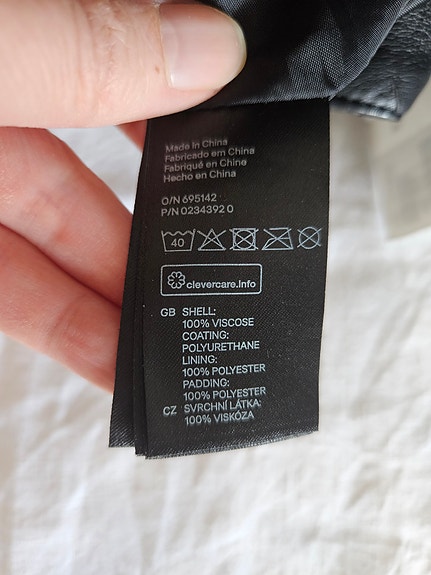 Made in China
Fabricado em China
Fabriqué en Chine
Hecho en China
O/N 695142
P/N 0234392 0
40
clevercare.info
GB SHELL:
100% VISCOSE
COATING:
POLYURETHANE
LINING:
100% POLYESTER
PADDING:
100% POLYESTER
CZ SVRCHNÍ LÁTKA:
100% VISKÓZA